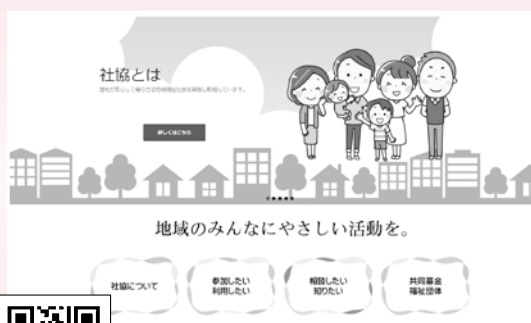 社協とは
詳しくはこちら
地域のみんなにやさしい活動を。
社協について
参加したい
利用したい
相談したい
知りたい
共同募金
福祉団体